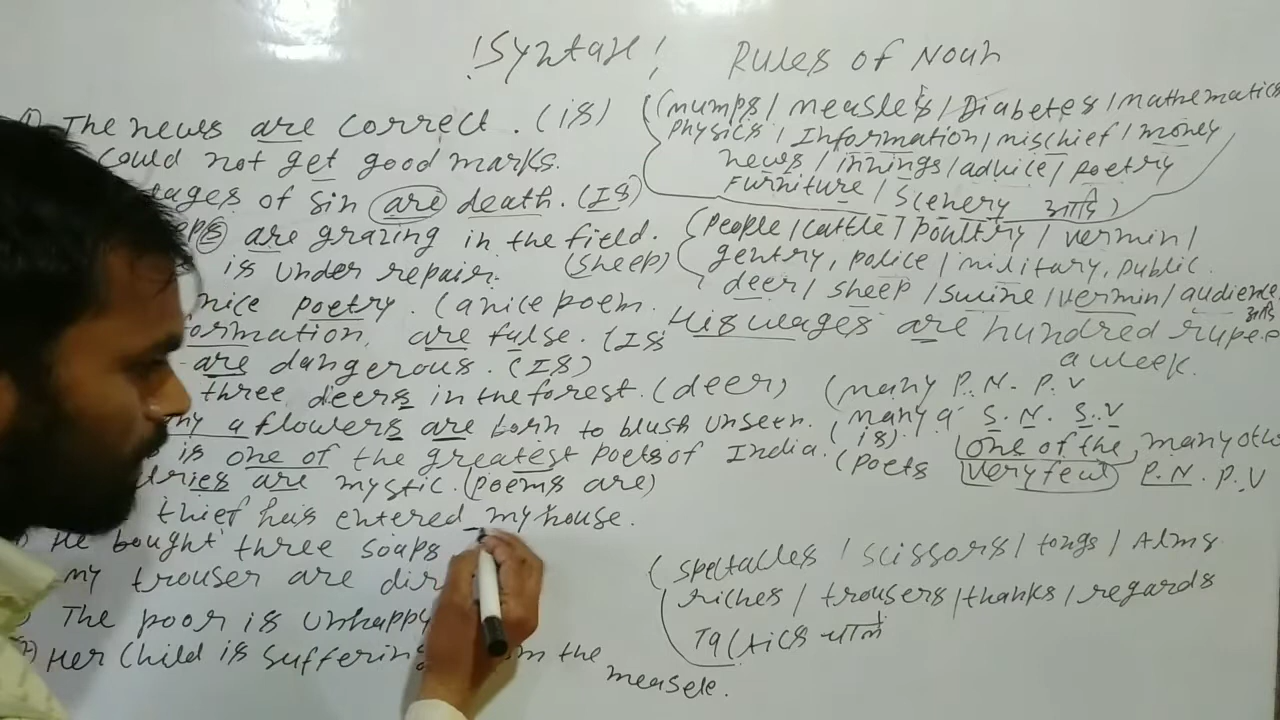 !Syntax! Rules of Noun
The news are correct. (is)
could not get good marks.
ages of sin are death. (Is)
are grazing in the field. (sheep)
is under repair.
nice poetry. (a nice poem.
ormation, are false. (Is
are dangerous. (Is)
three deers in the forest. (deer)
ny a flowers are born to blush unseen. (is).
is one of the greatest poets of India. (poets
are mystic. (poems are)
thief has entered my house.
He bought three soaps
my trouser are dir
The poor is unhappy
Her child is suffering the measle.
(mumps/ measles/ Diabetes/ mathematics
Physics/ Information/ mischief/ money
news/ innings/ advice/ poetry
Furniture/ Scenery आदि)
(People/ cattle/ poultry/ vermin/
gentry, police/ military, public.
deer/ sheep/ swine/ vermin/ audience
आदि
His wages are hundred rupee
a week.
(many P.N. P.V
(many a S.N. S.V
one of the, many oth
very few P.N. P.V
(spectacles/ scissors/ tongs/ Alms
riches/ trousers/ thanks/ regards
Tactics